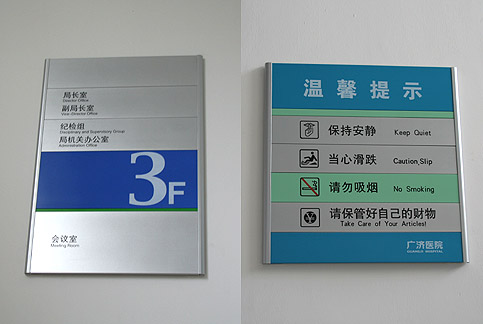 局长室
Director Office
副局长室
Vice-Director Office
纪检组
Disciplinary and Supervisory Group
局机关办公室
Administration Office
3F
会议室
Meeting Room
温馨提示
保持安静 Keep Quiet
当心滑跌 Caution,Slip
请勿吸烟 No Smoking
请保管好自己的财物
Take Care of Your Articles!
广济医院
GUANGJI HOSPITAL